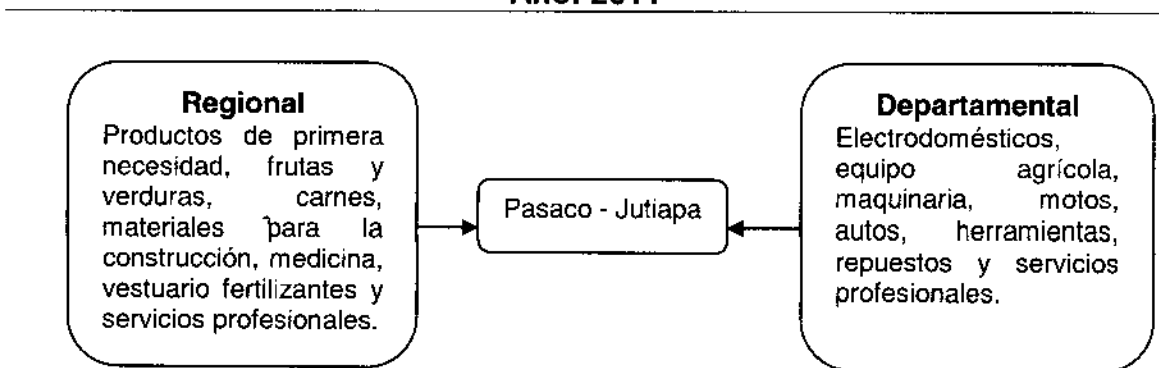 Regional
Productos de primera
necesidad, frutas y
verduras, carnes,
materiales para la
construcción, medicina,
vestuario fertilizantes y
servicios profesionales.
Pasaco - Jutiapa
Departamental
Electrodomésticos,
equipo agrícola,
maquinaria, motos,
autos, herramientas,
repuestos y servicios
profesionales.